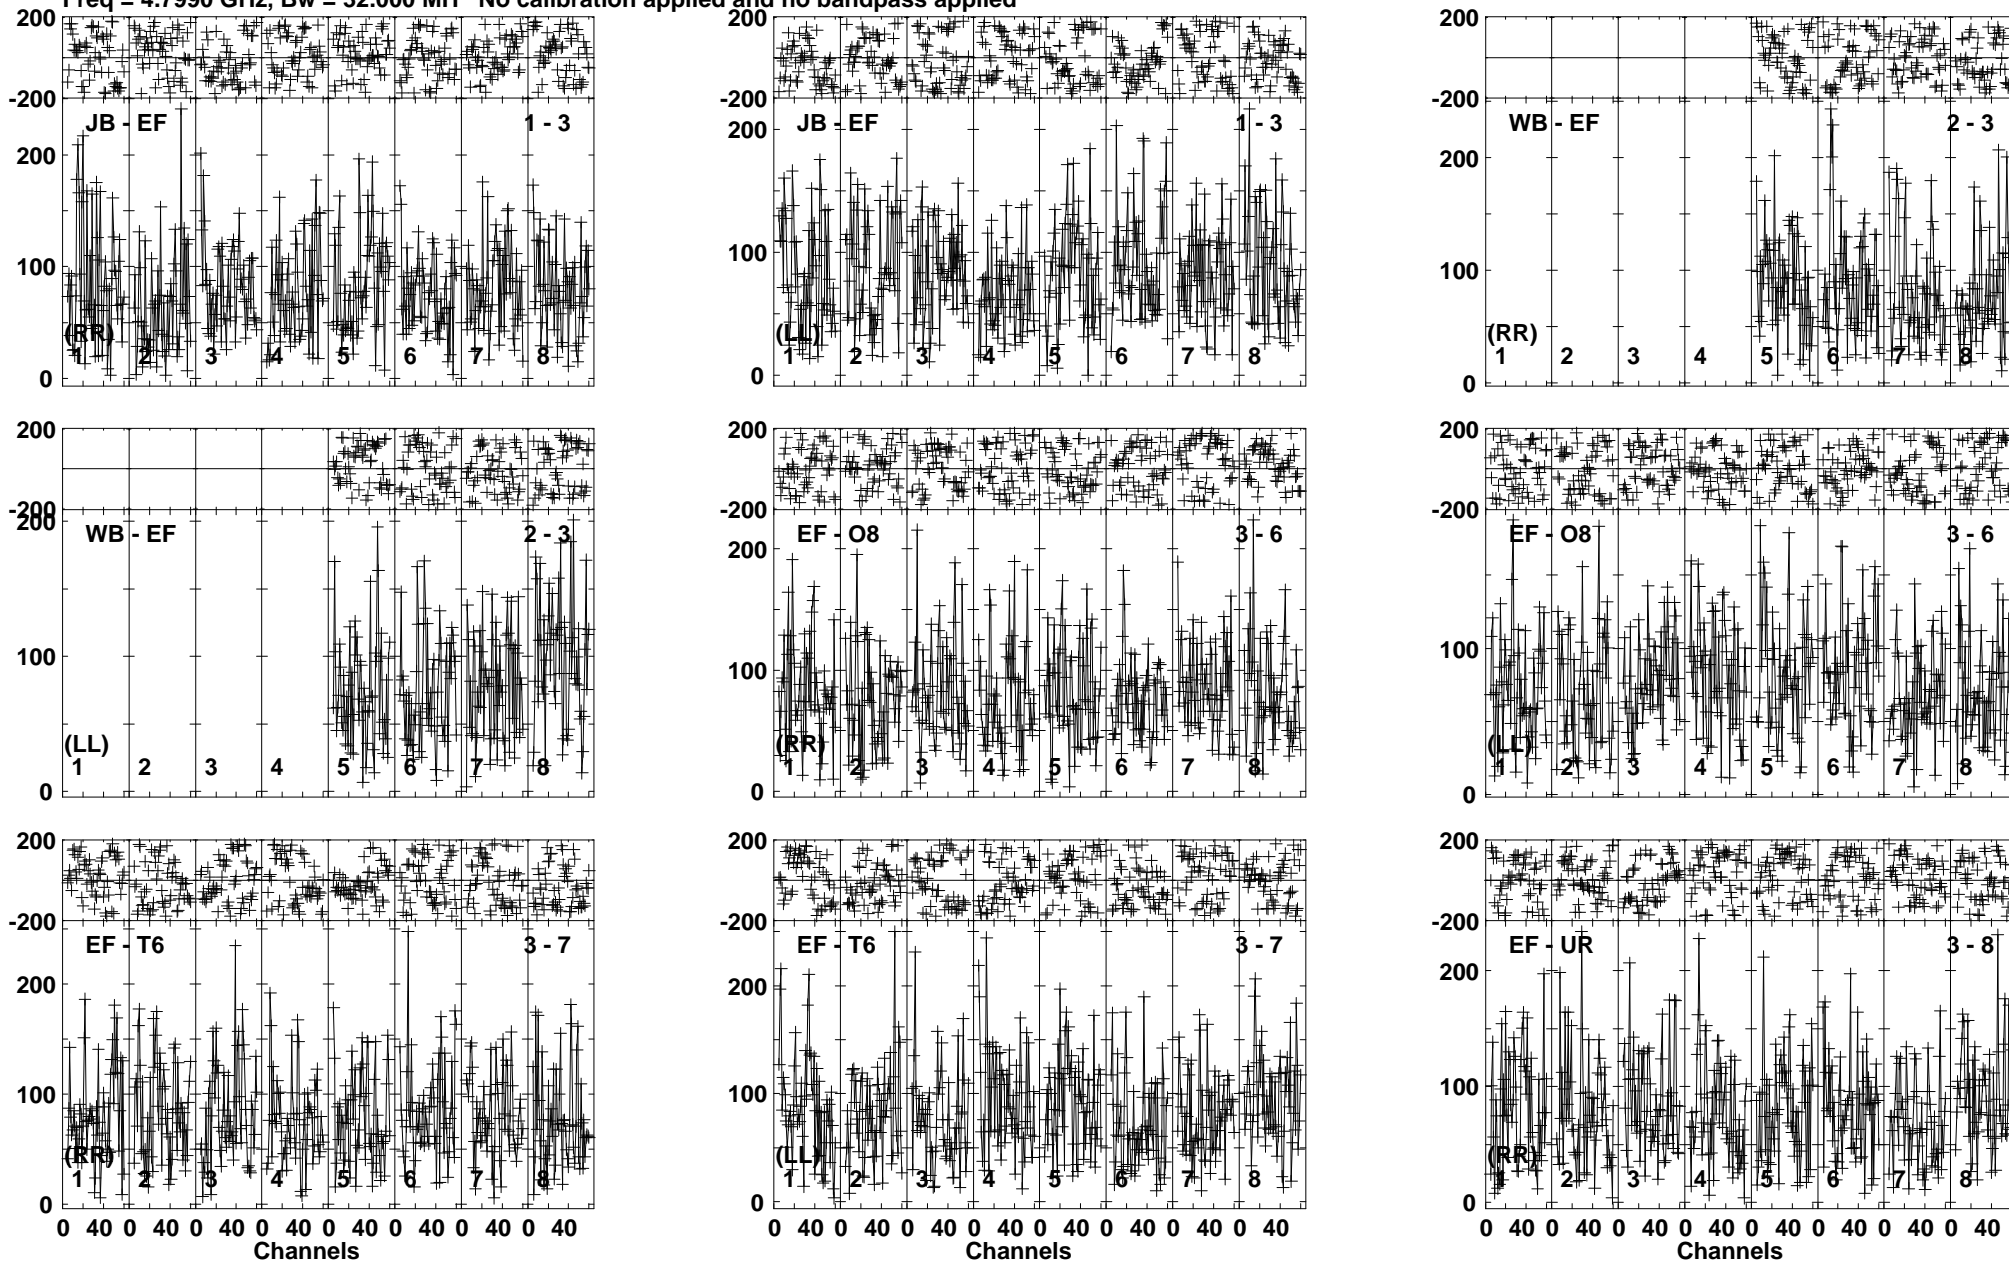 Freq = 4.7990 GHz, Bw = 32.000 MH No calibration applied and no bandpass applied
200 200 200
-200 -200 -200
JB - EF 1 - 3 JB - EF 1 - 3 WB - EF 2 - 3
200 200 200
100 100 100
(RR) (LL) (RR)
1 2 3 4 5 6 7 8 1 2 3 4 5 6 7 8 1 2 3 4 5 6 7 8
0 0 0
200 200 200
-200 -200 -200
200
WB - EF 2 - 3 EF - O8 3 - 6 EF - O8 3 - 6
200
100 100 100
(LL) (RR) (LL)
1 2 3 4 5 6 7 8 1 2 3 4 5 6 7 8 1 2 3 4 5 6 7 8
0 0 0
200 200 200
-200 -200 -200
EF - T6 3 - 7 EF - T6 3 - 7 EF - UR 3 - 8
200 200 200
100 100 100
(RR) (LL) (RR)
1 2 3 4 5 6 7 8 1 2 3 4 5 6 7 8 1 2 3 4 5 6 7 8
0 0 0
0 40 0 40 0 40 0 40 0 40 0 40 0 40 0 40 0 40 0 40 0 40 0 40 0 40 0 40 0 40 0 40 0 40 0 40 0 40 0 40 0 40 0 40 0 40 0 40
Channels Channels Channels